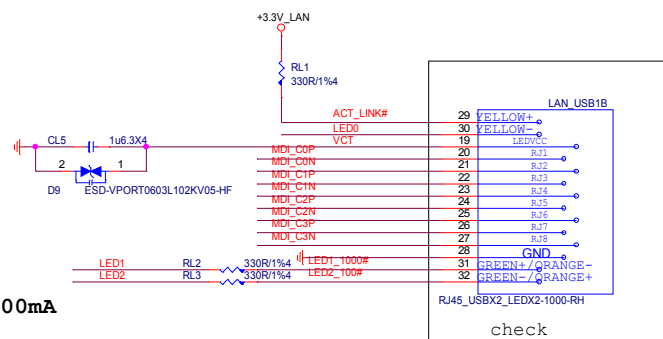 +3.3V_LAN
RL1
330R/1%4
LAN_USB1B
ACT_LINK# 29 YELLOW+
LED0 30 YELLOW-
CL5 1u6.3X4 VCT 19 LEDVCC
MDI_C0P 20 RJ1
MDI_C0N 21 RJ2
2 1 MDI_C1P 22 RJ3
D9 ESD-VPORT0603L102KV05-HF MDI_C1N 23 RJ4
MDI_C2P 24 RJ5
MDI_C2N 25 RJ6
MDI_C3P 26 RJ7
MDI_C3N 27 RJ8
28 GND
LED1 RL2 330R/1%4 LED1_1000# 31 GREEN+/ORANGE-
LED2 RL3 330R/1%4 LED2_100# 32 GREEN-/ORANGE+
00mA RJ45_USBX2_LEDX2-1000-RH
check